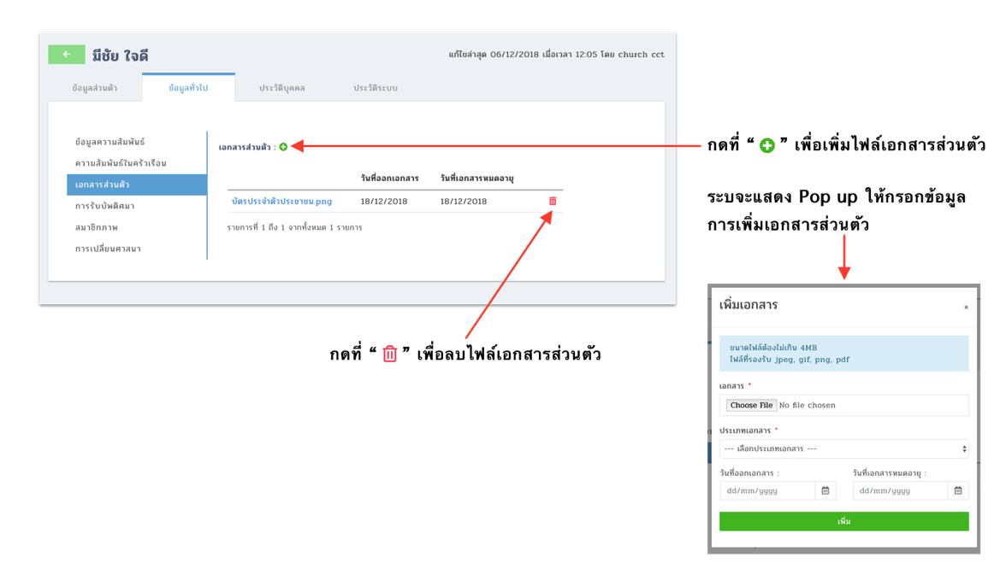 มีชัย ใจดี
แก้ไขล่าสุด 06/12/2018 เมื่อเวลา 12:05 โดย church cct
ข้อมูลส่วนตัว
ข้อมูลทั่วไป
ประวัติบุคคล
ประวัติระบบ
ข้อมูลความสัมพันธ์
ความสัมพันธ์ในครัวเรือน
เอกสารส่วนตัว
การรับบัพติศมา
สมาชิกภาพ
การเปลี่ยนศาสนา
เอกสารส่วนตัว :
วันที่ออกเอกสาร
วันที่เอกสารหมดอายุ
บัตรประจำตัวประชาชน.png
18/12/2018
18/12/2018
รายการที่ 1 ถึง 1 จากทั้งหมด 1 รายการ
กดที่ “ ” เพื่อเพิ่มไฟล์เอกสารส่วนตัว
ระบจะแสดง Pop up ให้กรอกข้อมูล
การเพิ่มเอกสารส่วนตัว
กดที่ “ ” เพื่อลบไฟล์เอกสารส่วนตัว
เพิ่มเอกสาร
×
ขนาดไฟล์ต้องไม่เกิน 4MB
ไฟล์ที่รองรับ jpeg, gif, png, pdf
เอกสาร *
Choose File No file chosen
ประเภทเอกสาร *
--- เลือกประเภทเอกสาร ---
วันที่ออกเอกสาร :
วันที่เอกสารหมดอายุ :
dd/mm/yyyy
dd/mm/yyyy
เพิ่ม